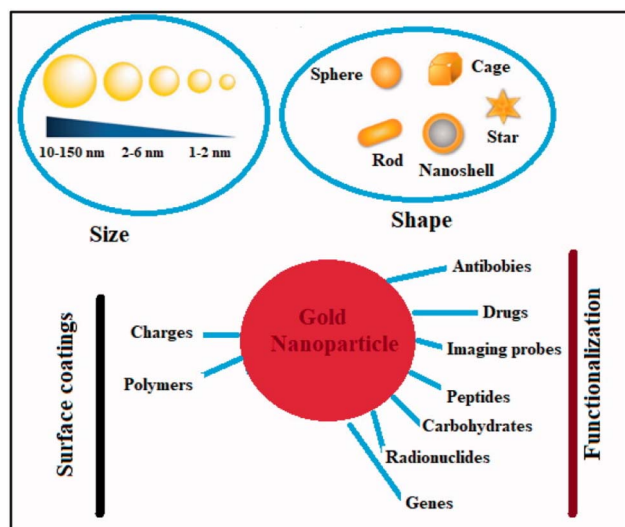 10-150 nm 2-6 nm 1-2 nm
Size
Sphere
Cage
Star
Rod
Nanoshell
Shape
Surface coatings
Charges
Polymers
Gold
Nanoparticle
Antibobies
Drugs
Imaging probes
Peptides
Carbohydrates
Radionuclides
Genes
Functionalization